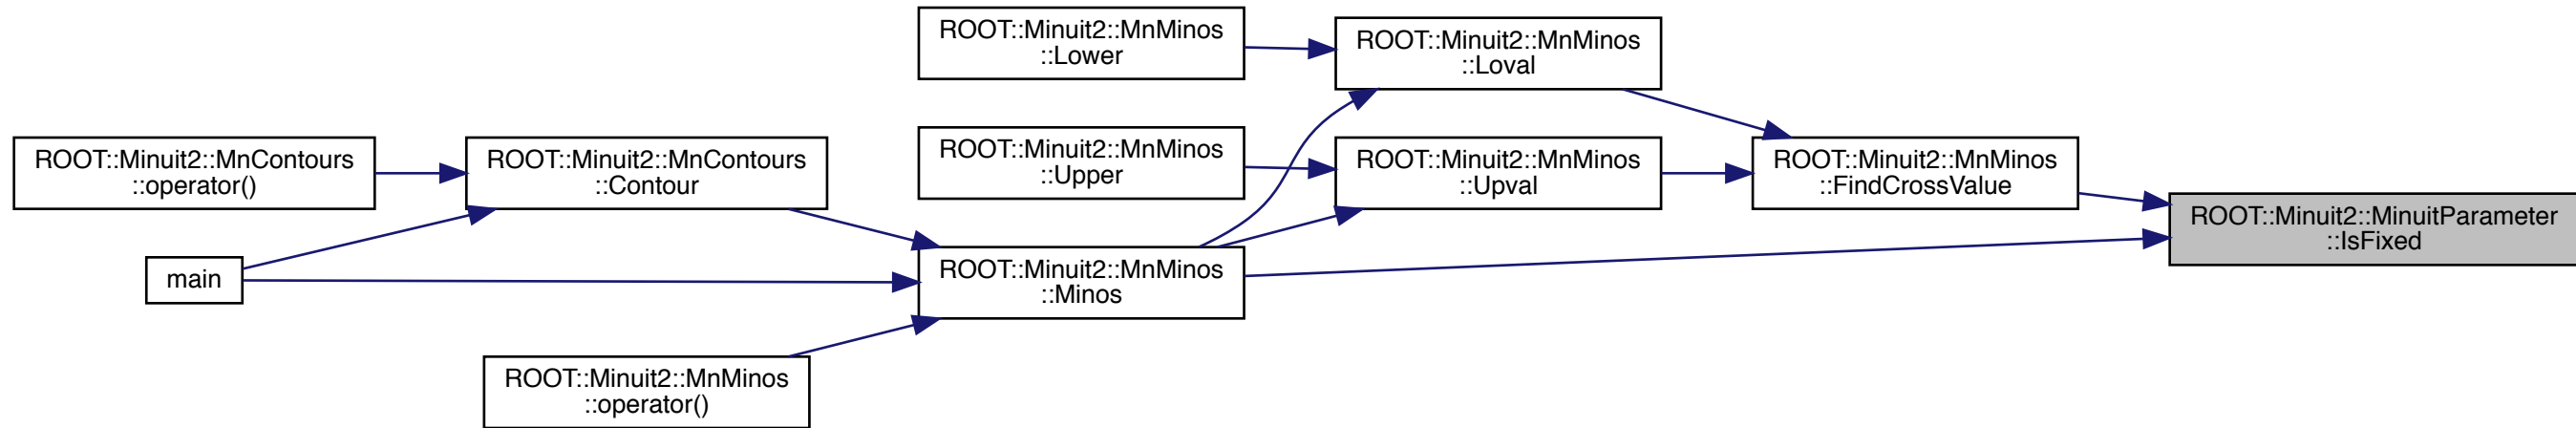 ROOT::Minuit2::MnMinos
::Lower
ROOT::Minuit2::MnMinos
::Loval
ROOT::Minuit2::MnContours
::operator()
ROOT::Minuit2::MnContours
::Contour
ROOT::Minuit2::MnMinos
::Upper
ROOT::Minuit2::MnMinos
::Upval
ROOT::Minuit2::MnMinos
::FindCrossValue
ROOT::Minuit2::MinuitParameter
::IsFixed
main
ROOT::Minuit2::MnMinos
::Minos
ROOT::Minuit2::MnMinos
::operator()